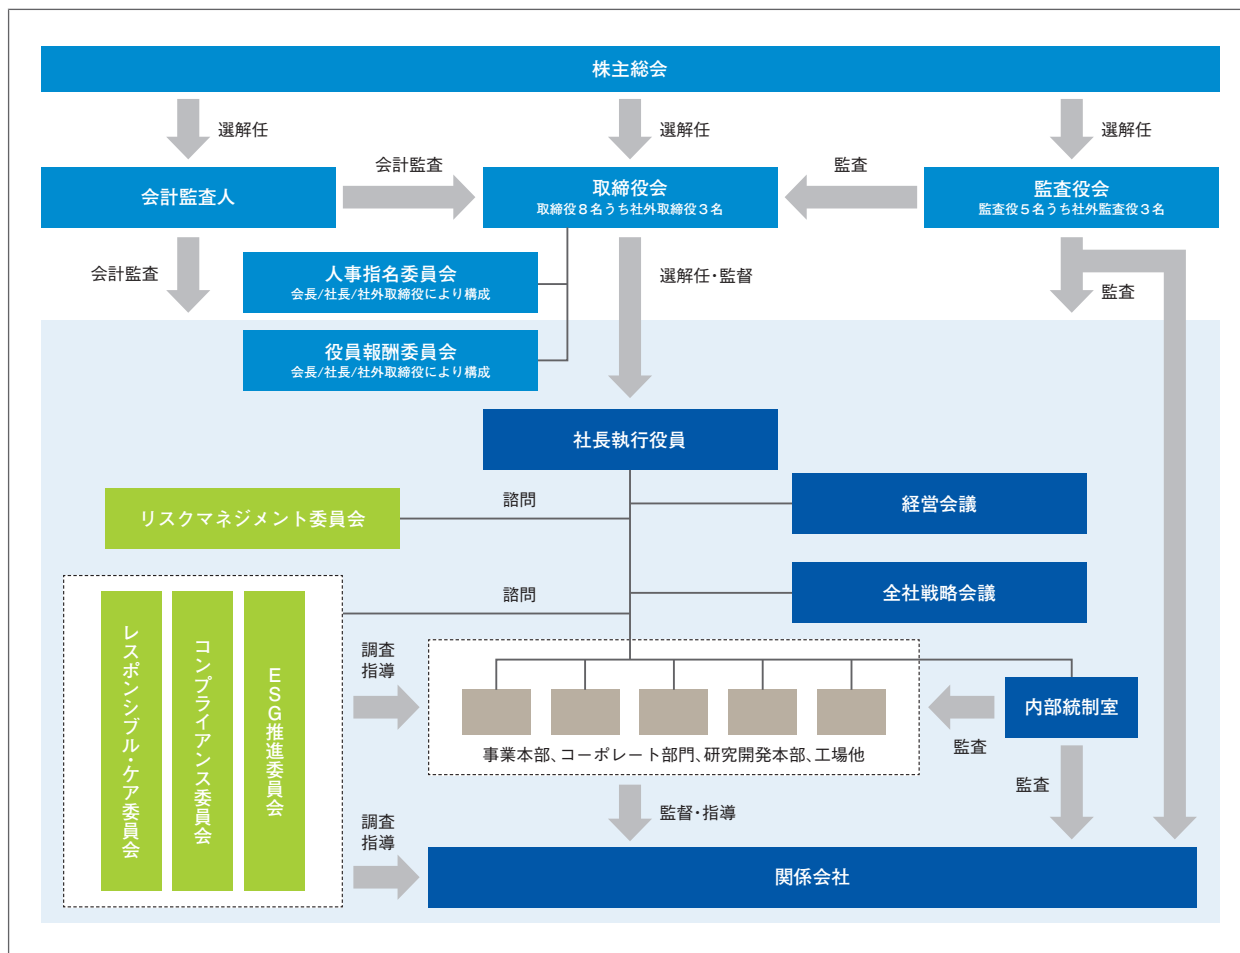 株主総会
選解任
選解任
選解任
会計監査
監査
会計監査人
取締役会
取締役8名うち社外取締役3名
監査役会
監査役5名うち社外監査役3名
会計監査
人事指名委員会
会長/社長/社外取締役により構成
選解任・監督
監査
役員報酬委員会
会長/社長/社外取締役により構成
社長執行役員
リスクマネジメント委員会
諮問
経営会議
諮問
全社戦略会議
レスポンシブル・ケア委員会
コンプライアンス委員会
ESG推進委員会
調査
指導
内部統制室
事業本部、コーポレート部門、研究開発本部、工場他
監査
監督・指導
監査
調査
指導
関係会社